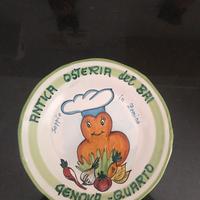 ANTICA OSTERIA del BAI
GENOVA - QUARTO